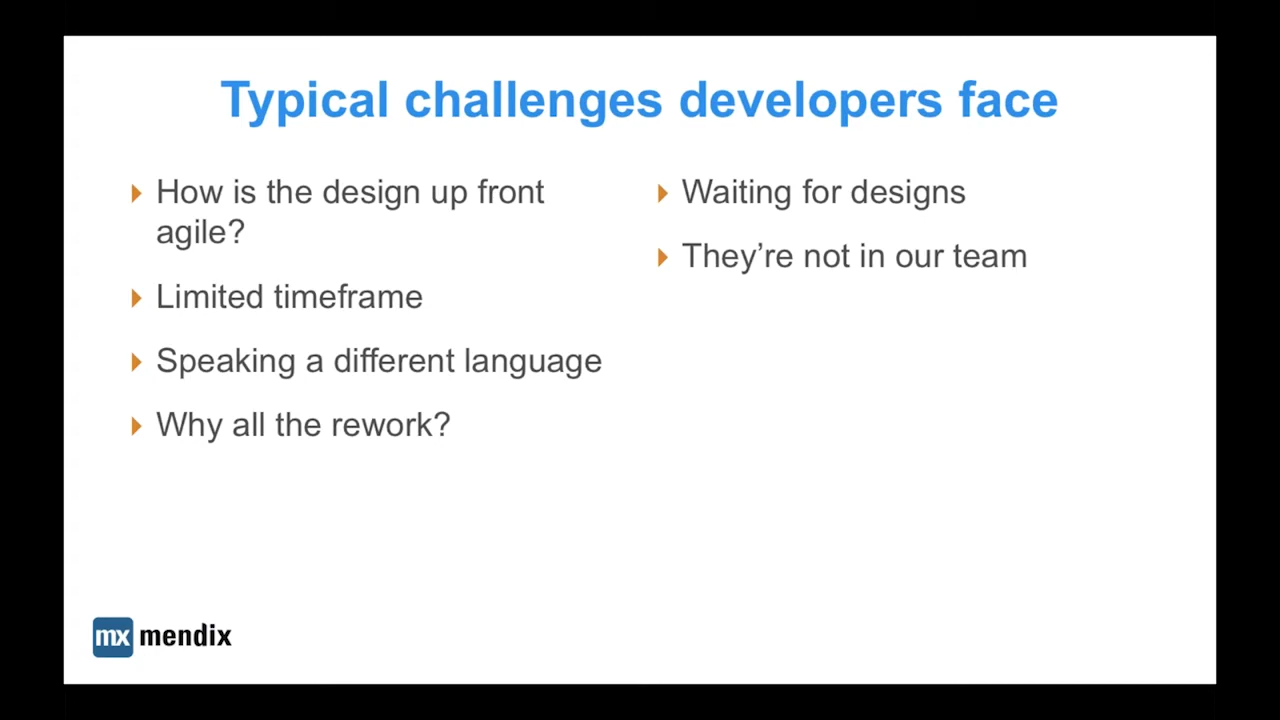 Typical challenges developers face
How is the design up front
agile?
Limited timeframe
Speaking a different language
Why all the rework?
Waiting for designs
They’re not in our team
mx mendix